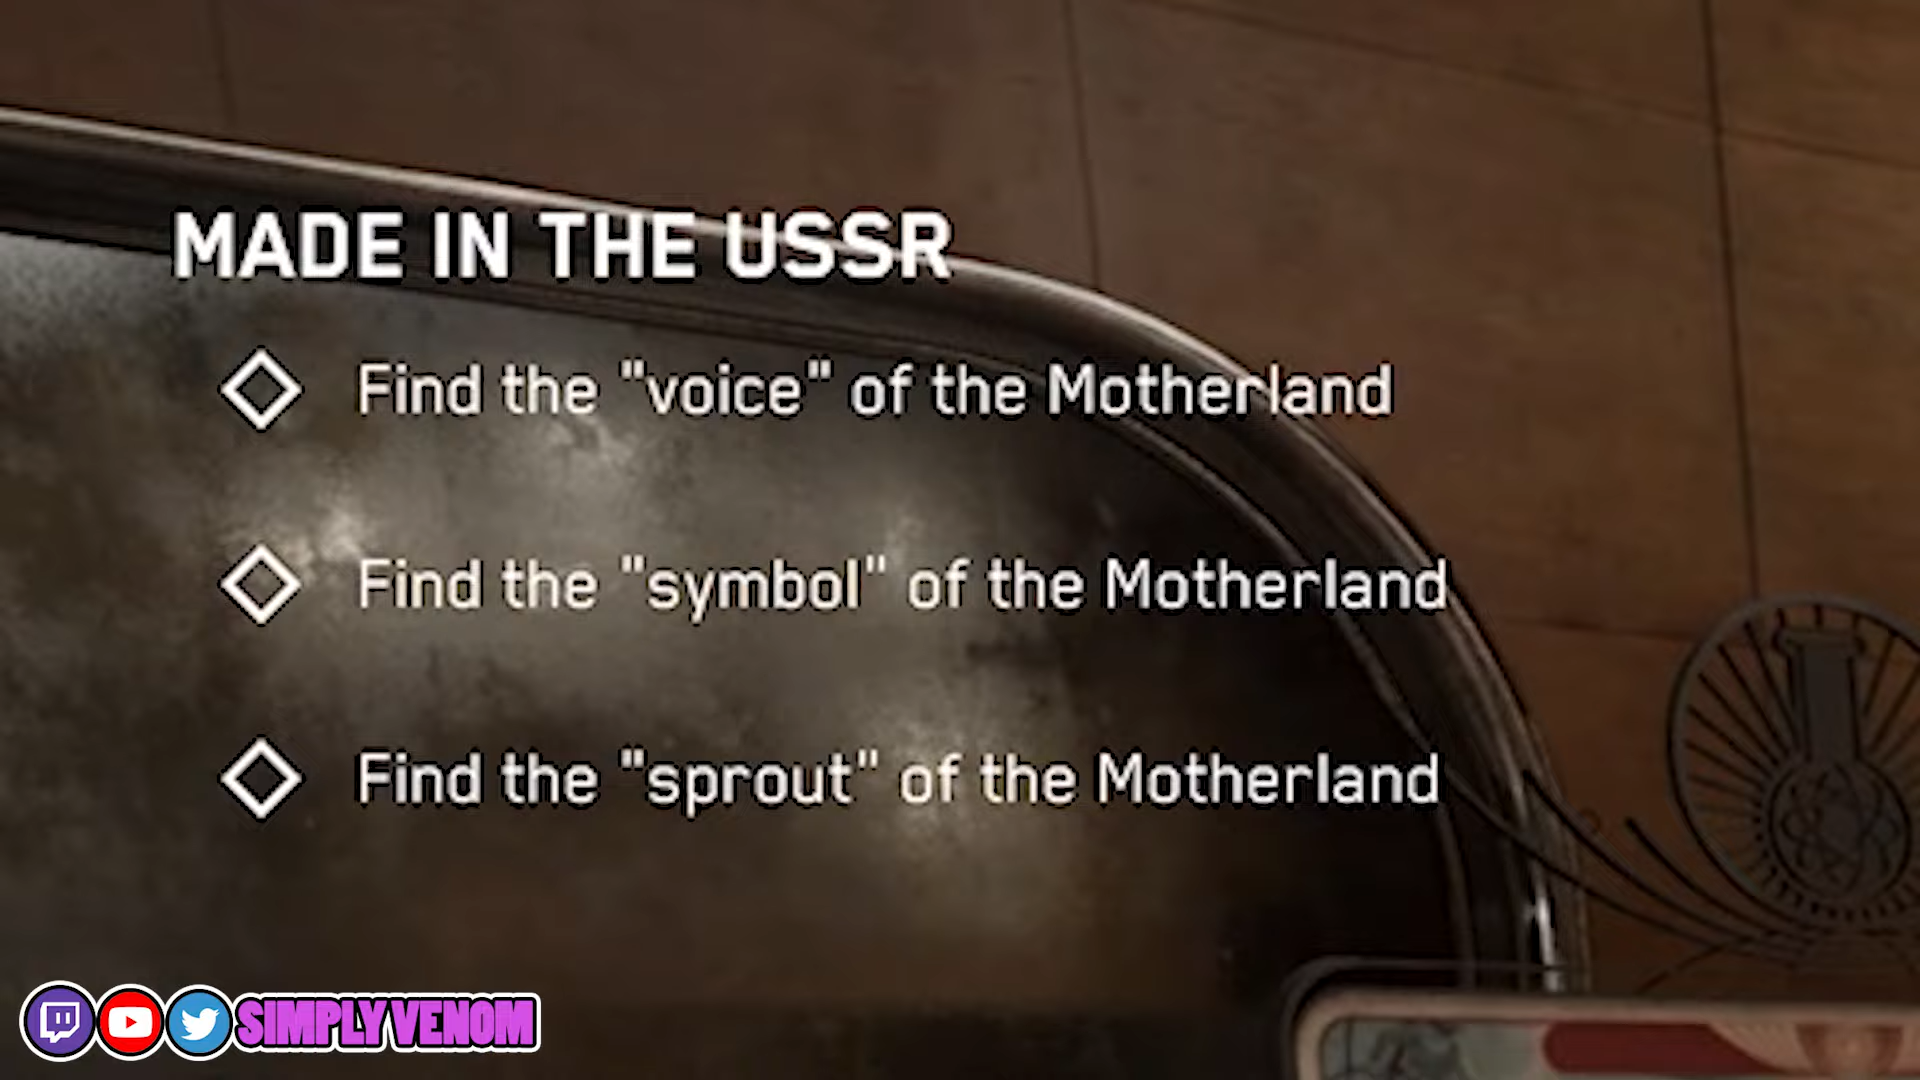 MADE IN THE USSR
Find the "voice" of the Motherland
Find the "symbol" of the Motherland
Find the "sprout" of the Motherland
SIMPLYVENOM